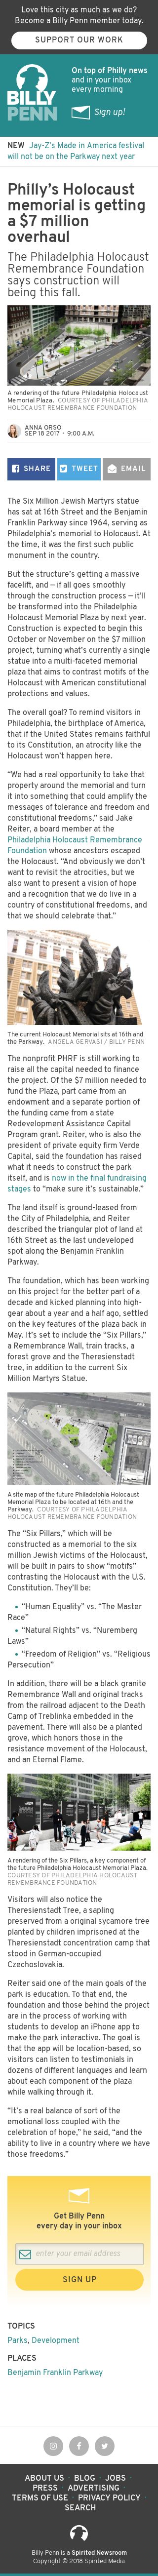 Love this city as much as we do?
Become a Billy Penn member today.
SUPPORT OUR WORK
BILLY
PENN
On top of Philly news
and in your inbox
every morning
Sign up!
NEW Jay-Z's Made in America festival
will not be on the Parkway next year
Philly's Holocaust
memorial is getting
a $7 million
overhaul
The Philadelphia Holocaust
Remembrance Foundation
says construction will
being this fall.
A rendering of the future Philadelphia Holocaust
Memorial Plaza. COURTESY OF PHILADELPHIA
HOLOCAUST REMEMBRANCE FOUNDATION
ANNA ORSO
SEP 18 2017 · 9:00 A.M.
SHARE
TWEET
EMAIL
The Six Million Jewish Martyrs statue
has sat at 16th Street and the Benjamin
Franklin Parkway since 1964, serving as
Philadelphia's memorial to Holocaust. At
the time, it was the first such public
monument in the country.
But the structure's getting a massive
facelift, and — if all goes smoothly
through the construction process — it'll
be transformed into the Philadelphia
Holocaust Memorial Plaza by next year.
Construction is expected to begin late
October or November on the $7 million
project, turning what's currently a single
statue into a multi-faceted memorial
plaza that aims to contrast motifs of the
Holocaust with American constitutional
protections and values.
The overall goal? To remind visitors in
Philadelphia, the birthplace of America,
that if the United States remains faithful
to its Constitution, an atrocity like the
Holocaust won't happen here.
"We had a real opportunity to take that
property around the memorial and turn
it into something that could amplify the
messages of tolerance and freedom and
constitutional freedoms," said Jake
Reiter, a board member at the
Philadelphia Holocaust Remembrance
Foundation whose ancestors escaped
the Holocaust. "And obviously we don't
want to revisit the atrocities, but we
also want to present a vision of hope
and a recognition that we do live in a
country of constitutional freedoms, and
that we should celebrate that."
The current Holocaust Memorial sits at 16th and
the Parkway. ANGELA GERVASI / BILLY PENN
The nonprofit PHRF is still working to
raise all the capital needed to finance
the project. Of the $7 million needed to
fund the Plaza, part of it came from
donations and a separate portion of
the funding came from a state
Redevelopment Assistance Capital
Program grant. Reiter, who is also the
president of private equity firm Verde
Capital, said the foundation has raised
what it needs to construct the park
itself, and is now in the final fundraising
stages to "make sure it's sustainable."
The land itself is ground-leased from
the City of Philadelphia, and Reiter
described the triangular plot of land off
16th Street as the last undeveloped
spot along the Benjamin Franklin
Parkway.
The foundation, which has been working
on this project for the better part of a
decent and kicked it into high gear over
the last year-and-a-half ago, settled
on the key features of the plaza back in
May. It's set to include the "Six Pillars,"
a Remembrance Wall, train tracks, a
forest grove and the Theresienstadt
tree, in addition to the current Six
Million Martyrs Statue.
A site map of the future Philadelphia Holocaust
Memorial Plaza to be located at 16th and the
Parkway. COURTESY OF PHILADELPHIA
HOLOCAUST REMEMBRANCE FOUNDATION
The "Six Pillars," which will be
constructed as a memorial to the six
million Jewish victims of the Holocaust,
will be built in pairs to show "motifs"
contrasting the Holocaust with the U.S.
Constitution. They'll be:
• "Human Equality" vs. "The Master
Race"
• "Natural Rights" vs. "Nuremberg
Laws"
• "Freedom of Religion" vs. "Religious
Persecution"
In addition, there will be a black granite
Remembrance Wall and original tracks
from the railroad adjacent to the Death
Camp of Treblinka embedded in the
pavement. There will also be a planted
grove, which honors those in the
resistance movement of the Holocaust,
and an Eternal Flame.
A rendering of the Six Pillars, a key component of
the future Philadelphia Holocaust Memorial Plaza.
COURTESY OF PHILADELPHIA HOLOCAUST
REMEMBRANCE FOUNDATION
Visitors will also notice the
Theresienstadt Tree, a sapling
cropped from a original sycamore tree
planted by children imprisoned at the
Theresienstadt concentration camp that
stood in German-occupied
Czechoslovakia.
Reiter said one of the main goals of the
park is education. To that end, the
foundation and designers behind the
project are in the throes of working
with students to develop an iPhone app
to make the park interactive. The goal is
that the app will be location-based, so
visitors can listen to testimonials in
dozens of different languages and learn
about each component of the plaza
while walking through it.
"It's a real balance of sort of the
emotional loss coupled with the
celebration of hope," he said, "and the
ability to live in a country where we have
those freedoms."
Get Billy Penn
every day in your inbox
enter your email address
SIGN UP
TOPICS
Parks, Development
PLACES
Benjamin Franklin Parkway
ABOUT US · BLOG · JOBS ·
PRESS · ADVERTISING ·
TERMS OF USE · PRIVACY POLICY ·
SEARCH
Billy Penn is a Spirited Newsroom
Copyright © 2018 Spirited Media